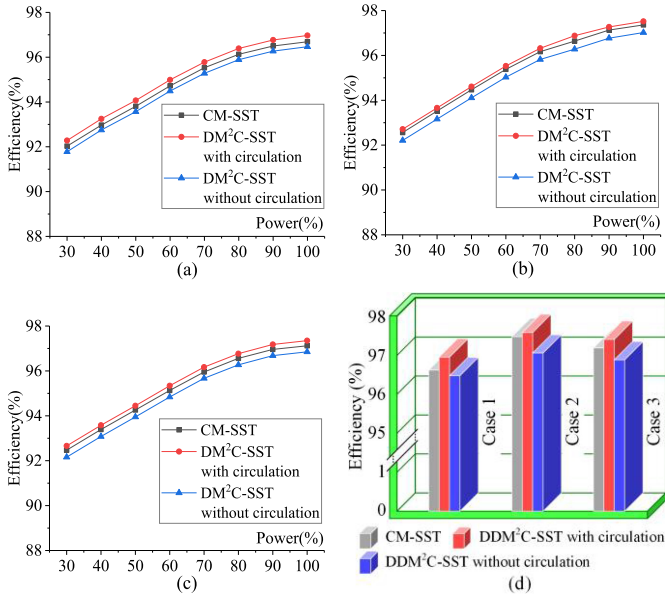 98
96
94
92
91
88
Efficiency(%)
CM-SST
DM²C-SST
with circulation
DM²C-SST
without circulation
Power(%)
30 40 50 60 70 80 90 100
(a)
98
96
94
92
90
88
Efficiency(%)
CM-SST
DM²C-SST
with circulation
DM²C-SST
without circulation
Power(%)
30 40 50 60 70 80 90 100
(b)
98
96
94
92
90
88
Efficiency(%)
CM-SST
DM²C-SST
with circulation
DM²C-SST
without circulation
Power(%)
30 40 50 60 70 80 90 100
(c)
98
97
96
95
1
0
Efficiency (%)
Case 1
Case 2
Case 3
CM-SST DDM²C-SST with circulation
DDM²C-SST without circulation
(d)